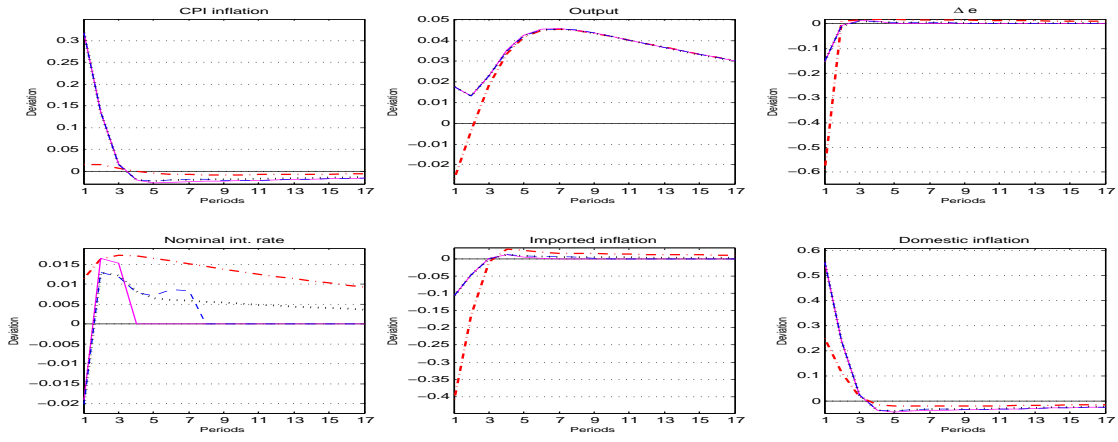 CPI inflation
Deviation
0.3
0.25
0.2
0.15
0.1
0.05
0
1 3 5 7 9 11 13 15 17
Periods
Output
Deviation
0.05
0.04
0.03
0.02
0.01
0
−0.01
−0.02
1 3 5 7 9 11 13 15 17
Periods
Δ e
Deviation
0
−0.1
−0.2
−0.3
−0.4
−0.5
−0.6
1 3 5 7 9 11 13 15 17
Periods
Nominal int. rate
Deviation
0.015
0.01
0.005
0
−0.005
−0.01
−0.015
−0.02
1 3 5 7 9 11 13 15 17
Periods
Imported inflation
Deviation
0
−0.05
−0.1
−0.15
−0.2
−0.25
−0.3
−0.35
−0.4
1 3 5 7 9 11 13 15 17
Periods
Domestic inflation
Deviation
0.6
0.5
0.4
0.3
0.2
0.1
0
1 3 5 7 9 11 13 15 17
Periods